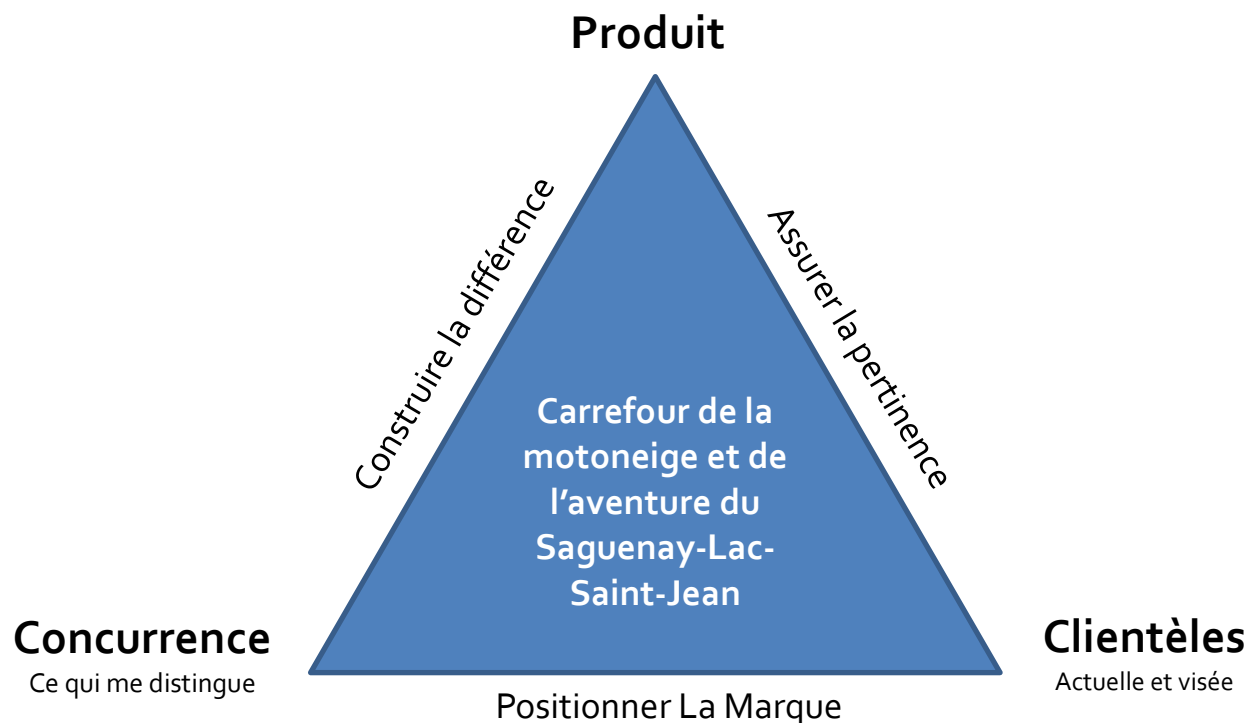 Produit
Construire la différence
Assurer la pertinence
Carrefour de la
motoneige et de
l'aventure du
Saguenay-Lac-
Saint-Jean
Concurrence
Ce qui me distingue
Clientèles
Actuelle et visée
Positionner La Marque